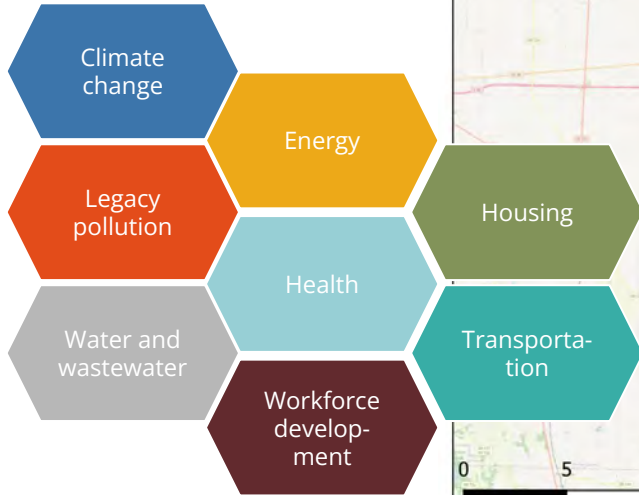 Climate
change
Energy
Legacy
pollution
Housing
Health
Water and
wastewater
Transporta-
tion
Workforce
develop-
ment
0
5